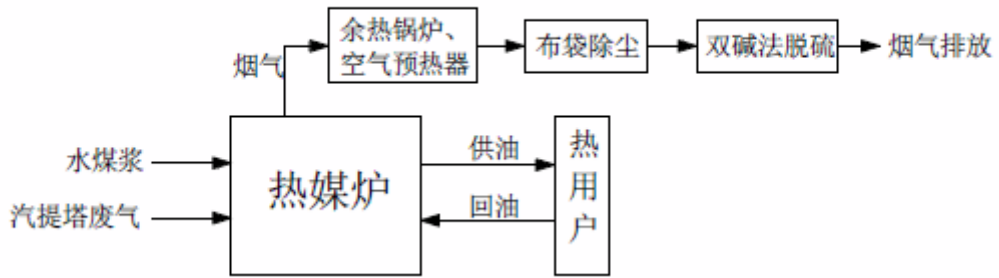 余热锅炉、
空气预热器
布袋除尘
双碱法脱硫
烟气排放
烟气
水煤浆
汽提塔废气
热媒炉
供油
回油
热
用
户